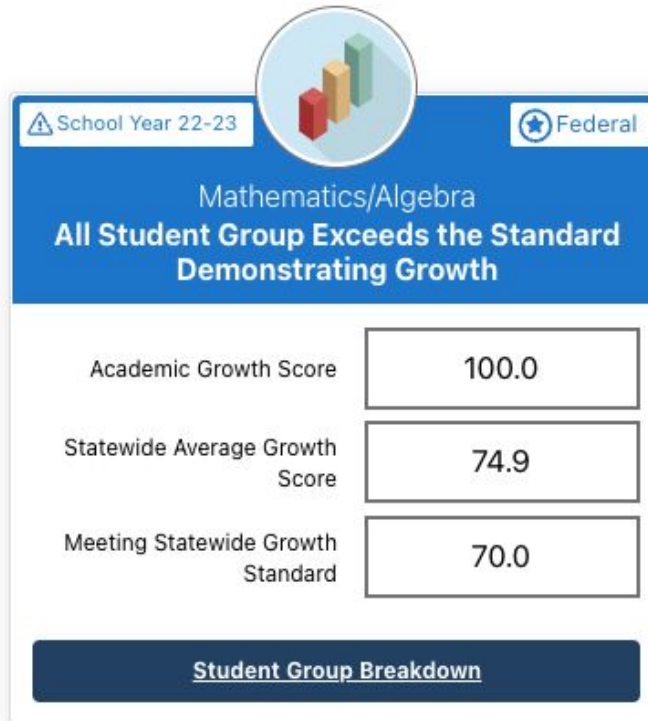 School Year 22-23
Federal
Mathematics/Algebra
All Student Group Exceeds the Standard
Demonstrating Growth
Academic Growth Score
100.0
Statewide Average Growth
Score
74.9
Meeting Statewide Growth
Standard
70.0
Student Group Breakdown